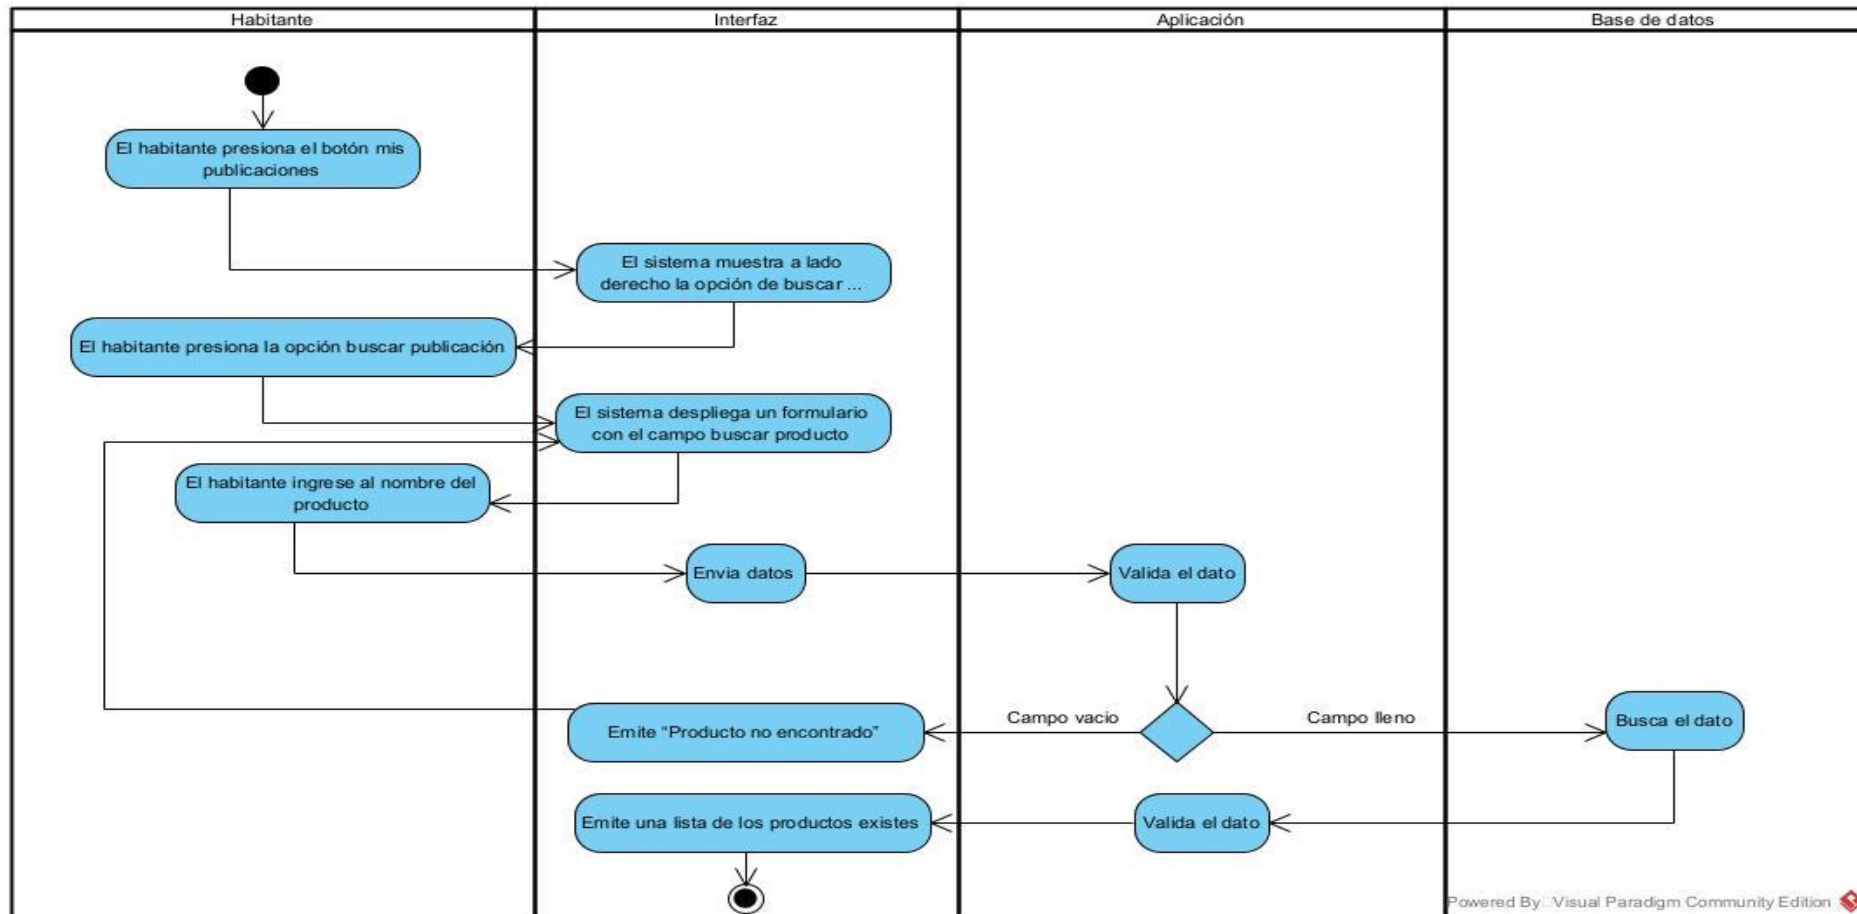 Habitante
Interfaz
Aplicación
Base de datos
El habitante presiona el botón mis
publicaciones
El sistema muestra a lado
derecho la opción de buscar ...
El habitante presiona la opción buscar publicación
El sistema despliega un formulario
con el campo buscar producto
El habitante ingrese al nombre del
producto
Envia datos
Valida el dato
Campo vacio
Campo lleno
Busca el dato
Emite “Producto no encontrado”
Emite una lista de los productos existes
Valida el dato
Powered By Visual Paradigm Community Edition